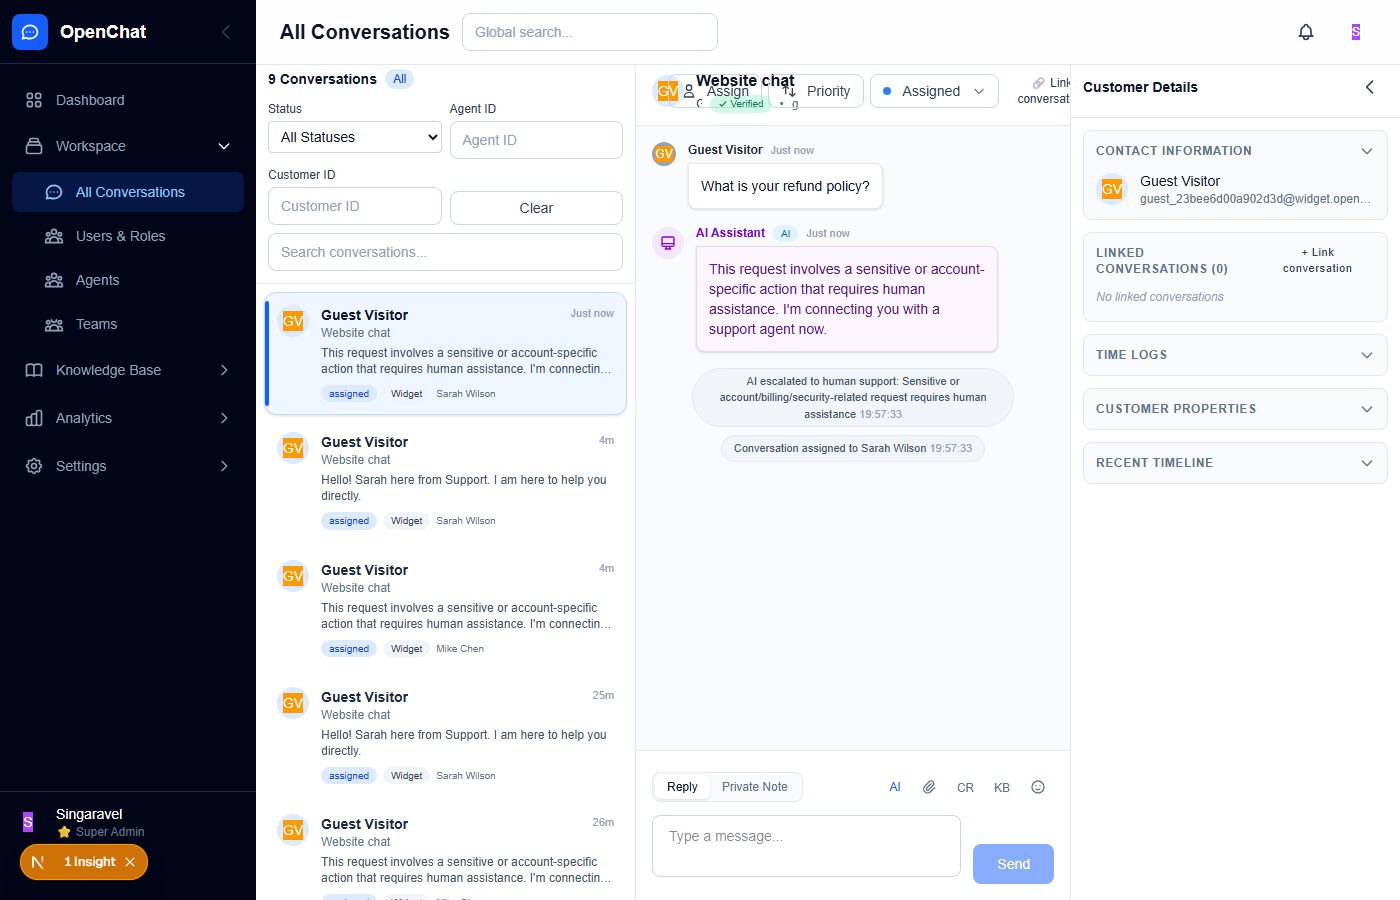 OpenChat
All Conversations
Global search...
S
Dashboard
Workspace
All Conversations
Users & Roles
Agents
Teams
Knowledge Base
Analytics
Settings
S
Singaravel
Super Admin
1 Insight
9 Conversations
All
Status
Agent ID
All Statuses
Agent ID
Customer ID
Customer ID
Clear
Search conversations...
GV
Guest Visitor
Just now
Website chat
This request involves a sensitive or account-specific
action that requires human assistance. I'm connectin...
assigned
Widget
Sarah Wilson
GV
Guest Visitor
4m
Website chat
Hello! Sarah here from Support. I am here to help you
directly.
assigned
Widget
Sarah Wilson
GV
Guest Visitor
4m
Website chat
This request involves a sensitive or account-specific
action that requires human assistance. I'm connectin...
assigned
Widget
Mike Chen
GV
Guest Visitor
25m
Website chat
Hello! Sarah here from Support. I am here to help you
directly.
assigned
Widget
Sarah Wilson
GV
Guest Visitor
26m
Website chat
This request involves a sensitive or account-specific
action that requires human assistance. I'm connectin...
GV
Website chat
Verified
• g
Assign
Priority
Assigned
Link
conversat
GV
Guest Visitor
Just now
What is your refund policy?
AI Assistant
AI
Just now
This request involves a sensitive or account-
specific action that requires human
assistance. I'm connecting you with a
support agent now.
AI escalated to human support: Sensitive or
account/billing/security-related request requires human
assistance 19:57:33
Conversation assigned to Sarah Wilson 19:57:33
Reply
Private Note
AI
CR
KB
Type a message...
Send
Customer Details
CONTACT INFORMATION
GV
Guest Visitor
guest_23bee6d00a902d3d@widget.open...
LINKED
CONVERSATIONS (0)
+ Link
conversation
No linked conversations
TIME LOGS
CUSTOMER PROPERTIES
RECENT TIMELINE